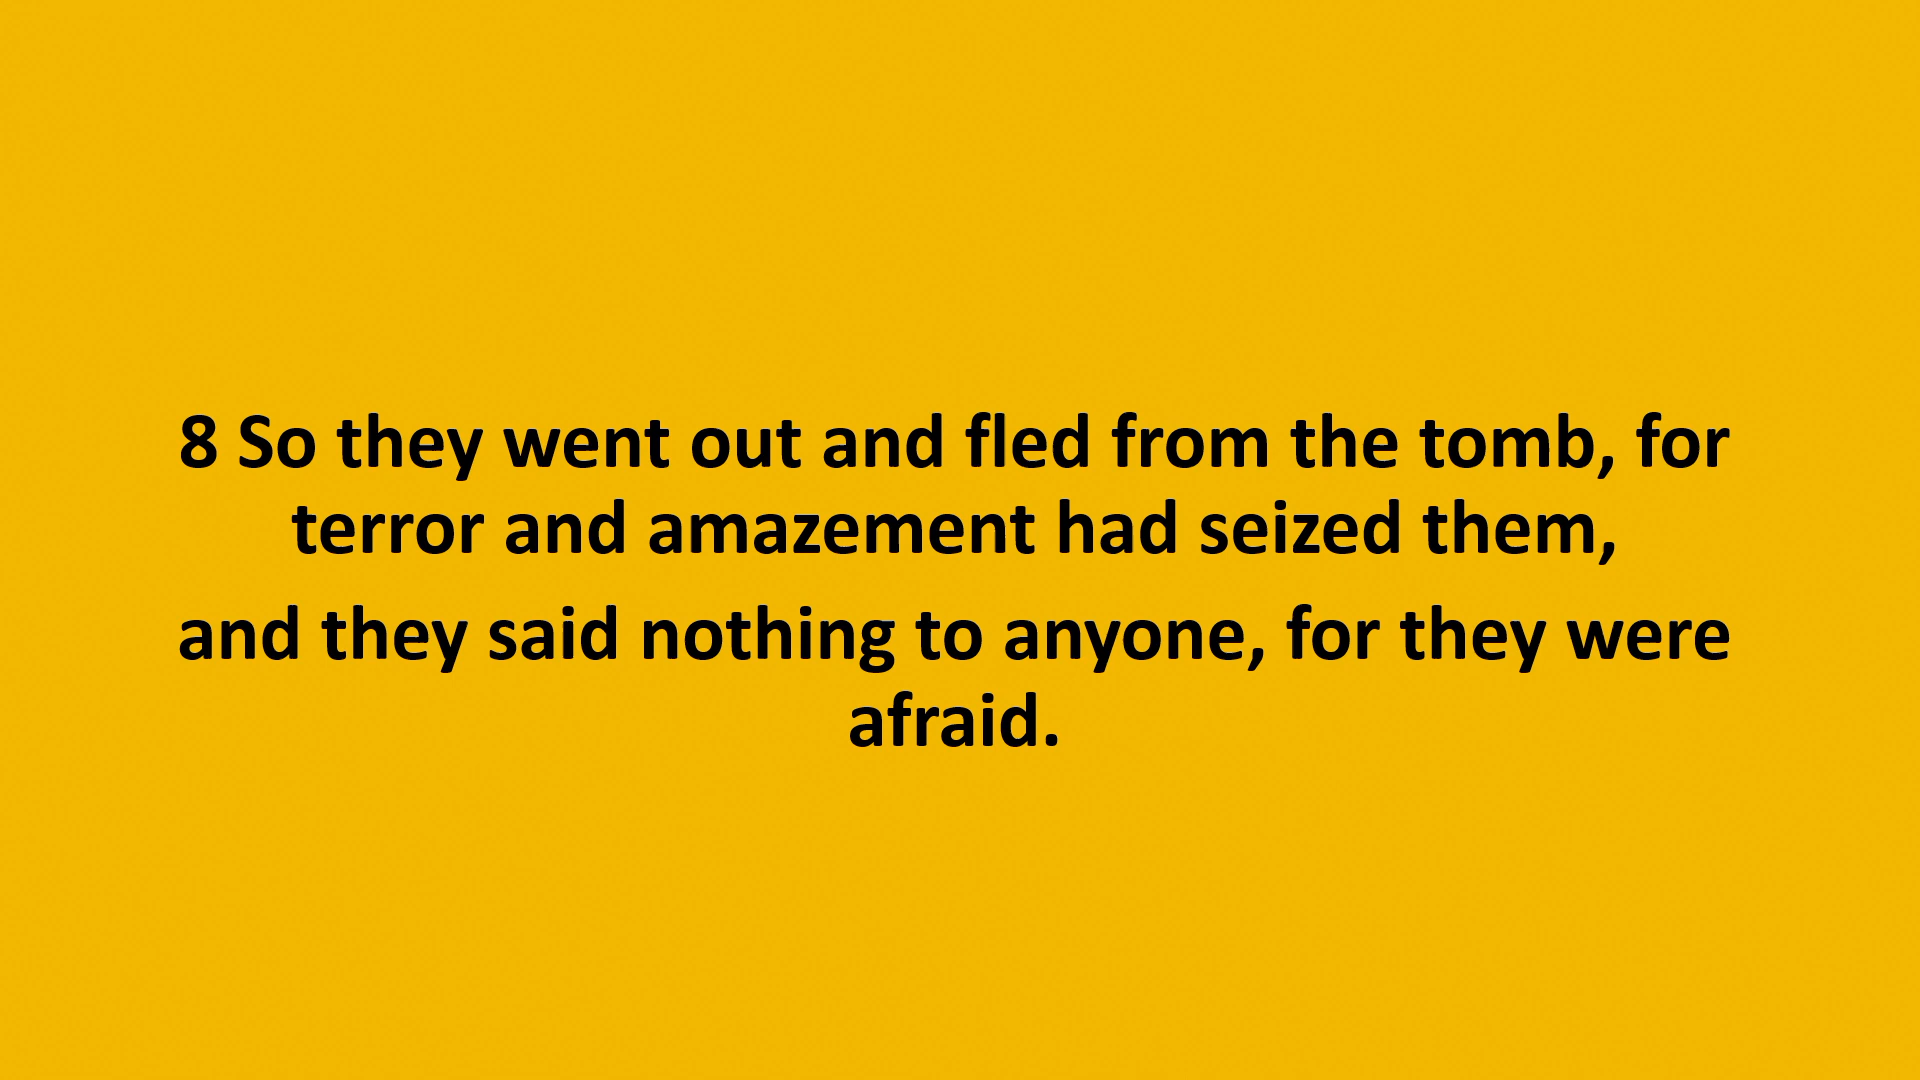 8 So they went out and fled from the tomb, for
terror and amazement had seized them,
and they said nothing to anyone, for they were
afraid.